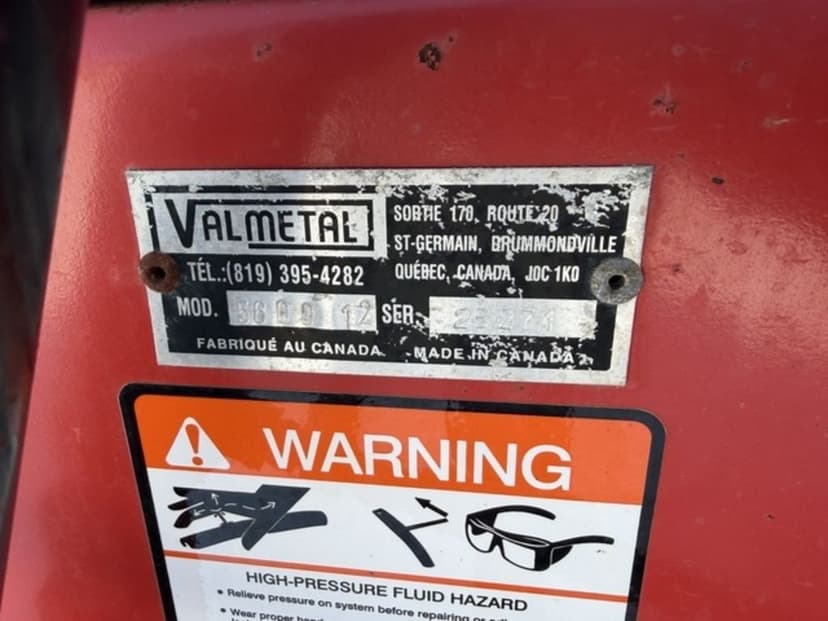 VALMETAL
SORTIE 170, ROUTE 20
ST-GERMAIN, DRUMMONDVILLE
TÉL.:(819) 395-4282
QUÉBEC, CANADA, J0C 1K0
MOD. 5600 12 SER.
FABRIQUÉ AU CANADA MADE IN CANADA
WARNING
HIGH-PRESSURE FLUID HAZARD
• Relieve pressure on system before repairing or
• Wear proper